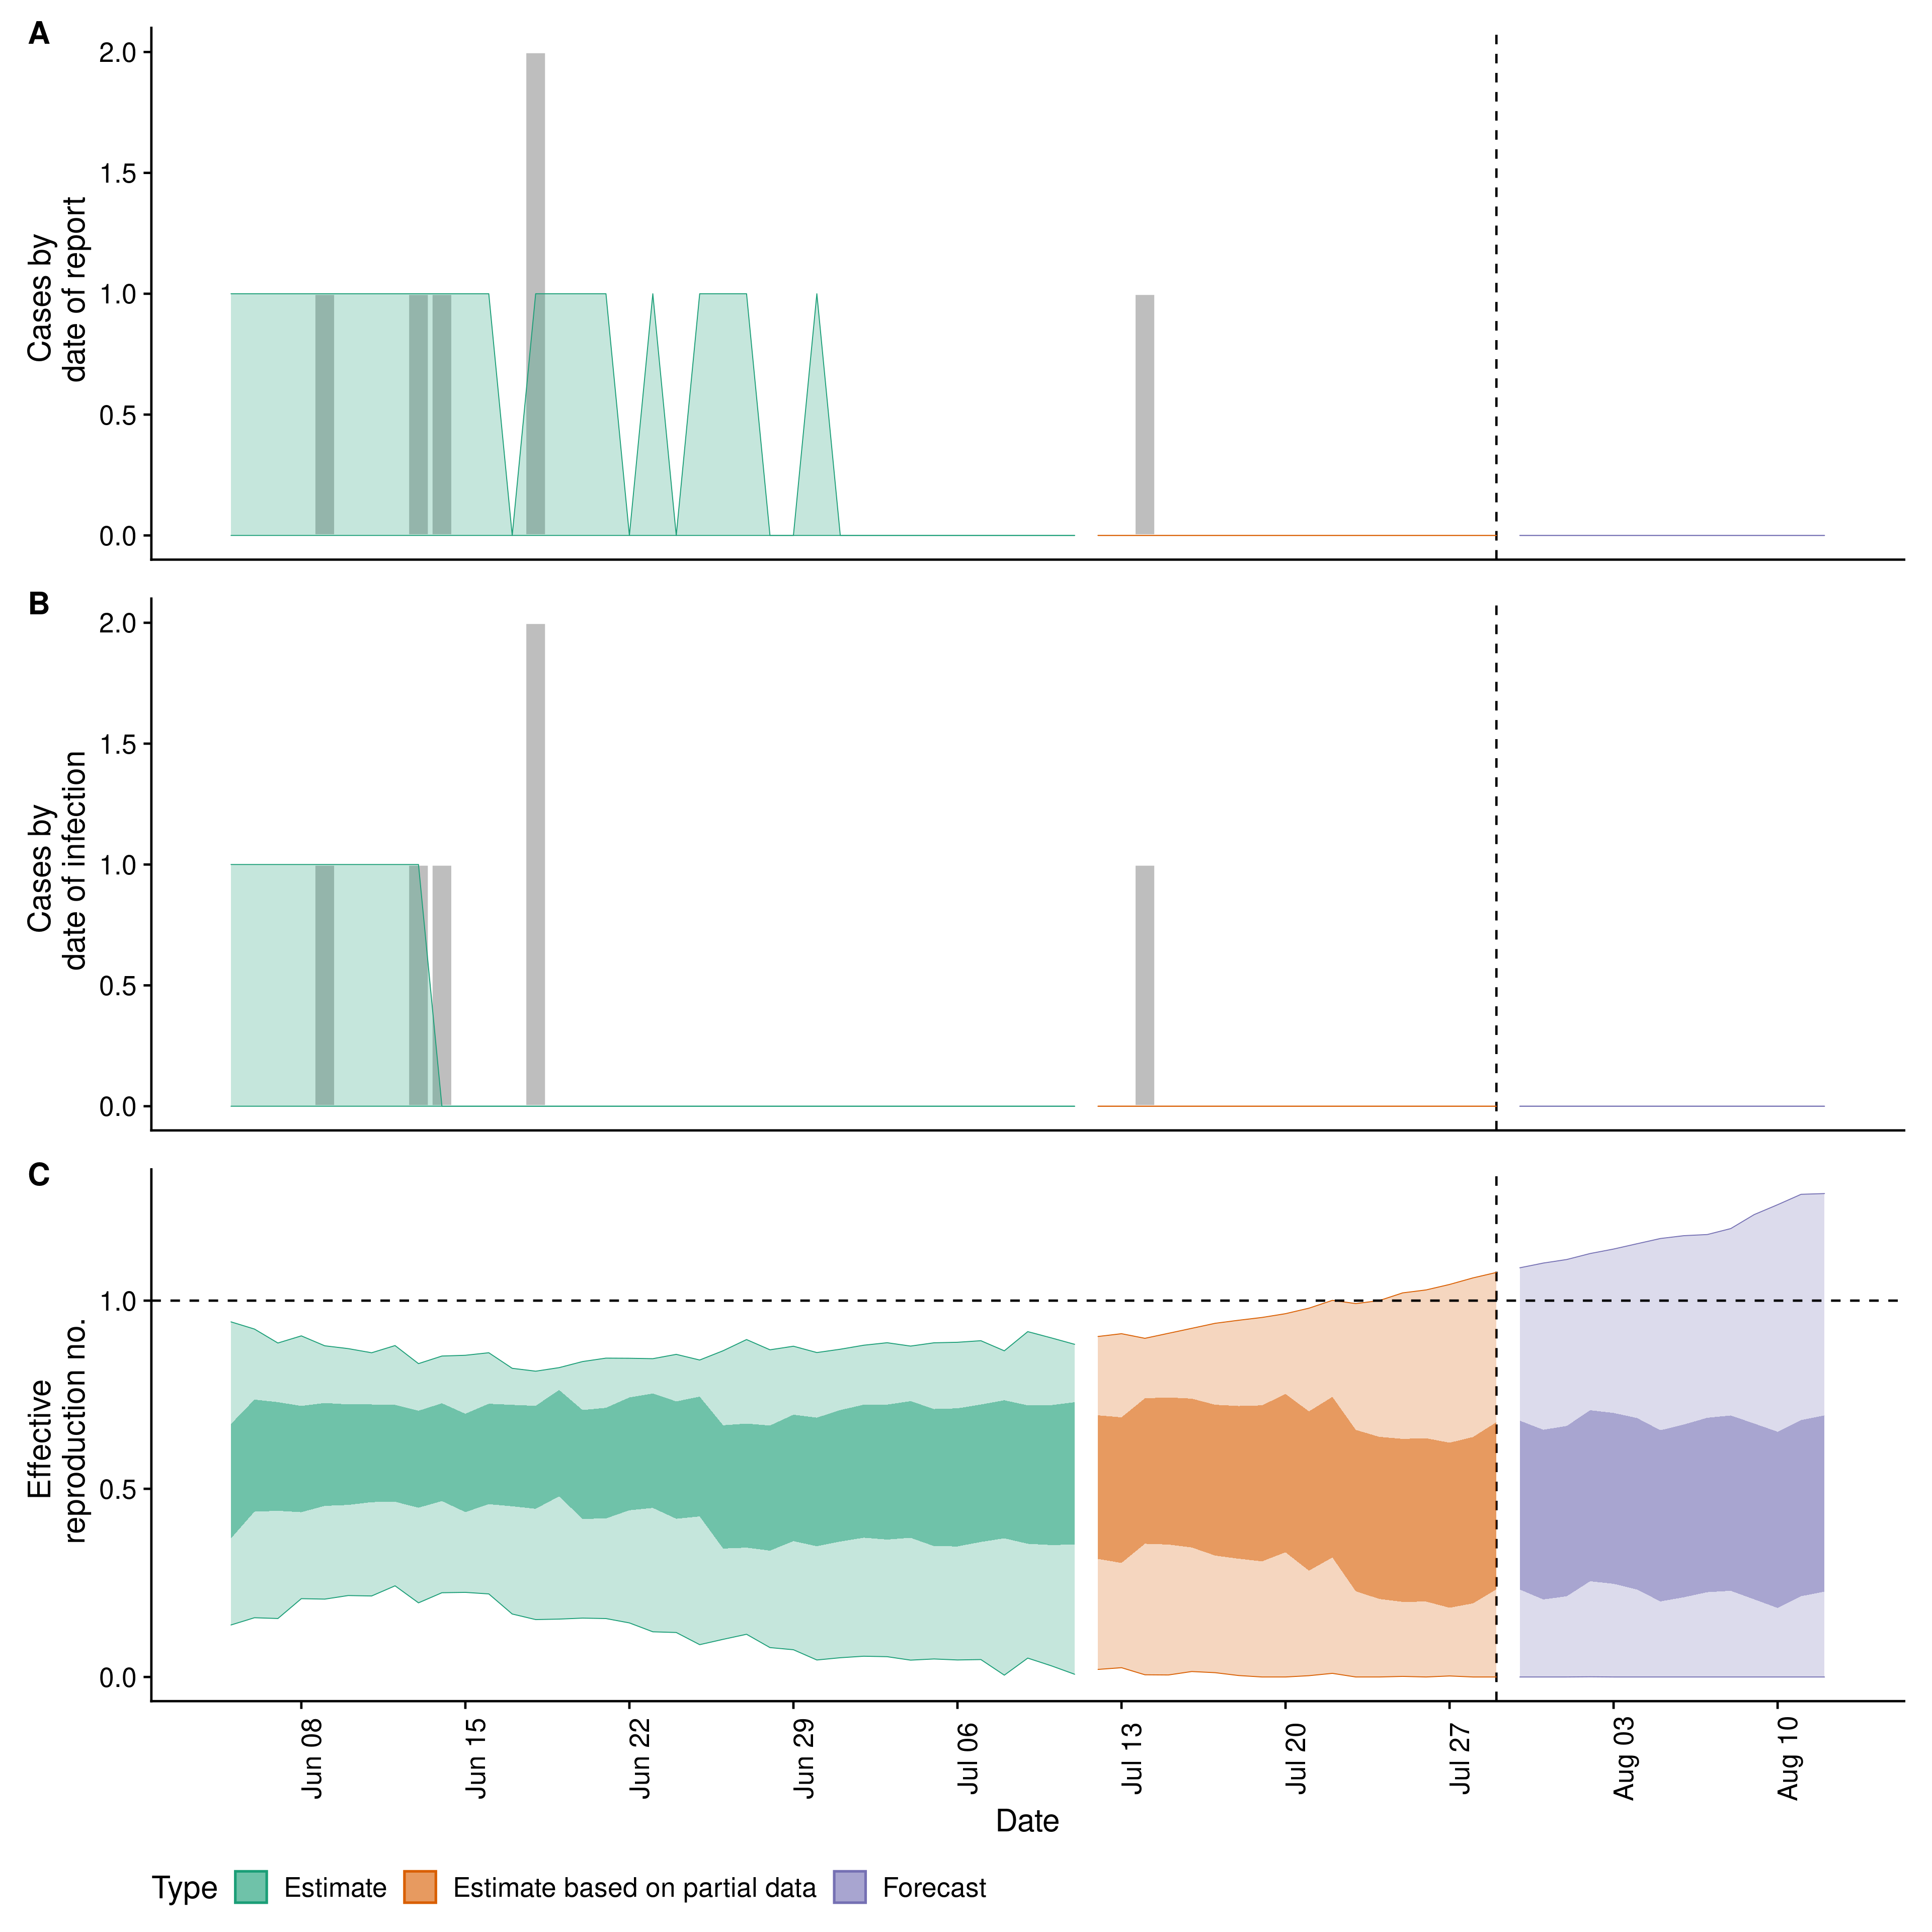 A
2.0
1.5
1.0
0.5
0.0
Cases by
date of report
B
2.0
1.5
1.0
0.5
0.0
Cases by
date of infection
C
1.0
0.5
0.0
Effective
reproduction no.
Jun 08
Jun 15
Jun 22
Jun 29
Jul 06
Jul 13
Jul 20
Jul 27
Aug 03
Aug 10
Date
Type Estimate Estimate based on partial data Forecast